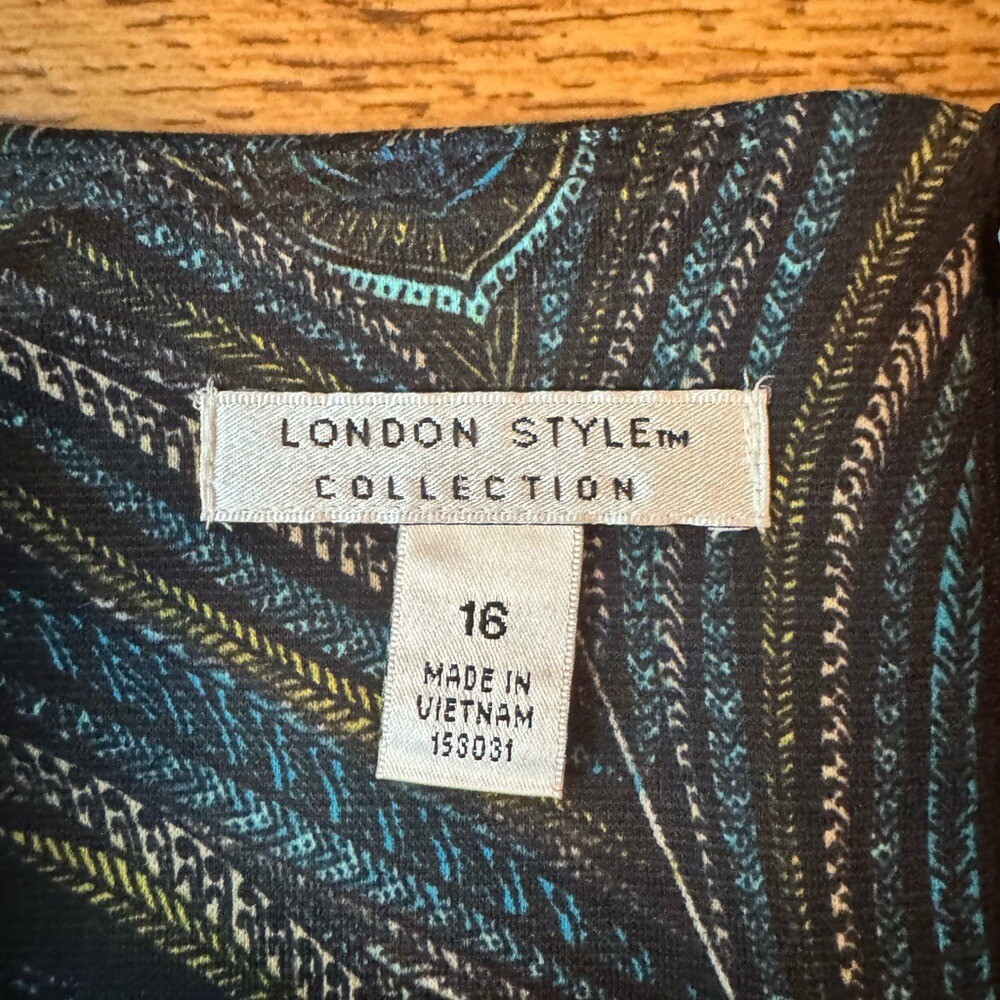 LONDON STYLE™
COLLECTION
16
MADE IN
VIETNAM
153031